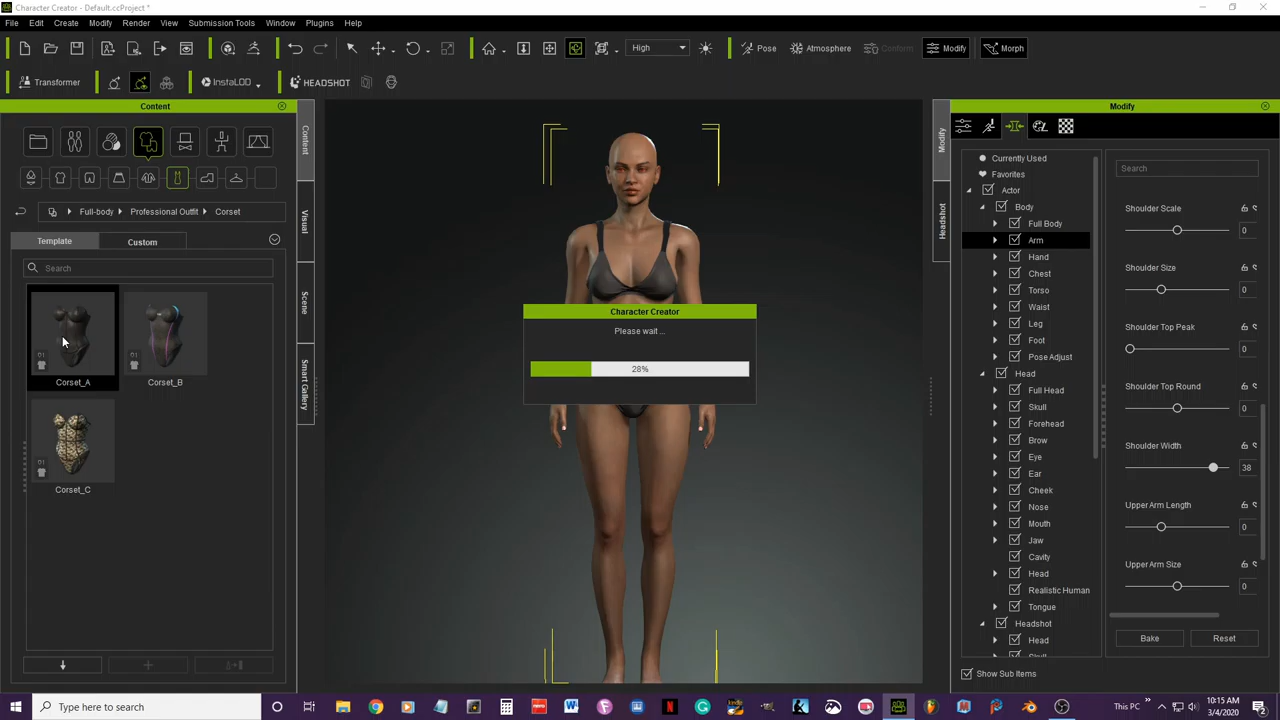 Character Creator - Default.ccProject *
File Edit Create Modify Render View Submission Tools Window Plugins Help
High Pose Atmosphere Conform Modify Morph
Transformer InstaLOD HEADSHOT
Content
Full-body Professional Outfit Corset
Template Custom
Search
Corset_A Corset_B
Corset_C
Content
Visual
Scene
Smart Gallery
Character Creator
Please wait ...
28%
Modify
Modify
Headshot
Currently Used
Favorites
Actor
Body
Full Body
Arm
Hand
Chest
Torso
Waist
Leg
Foot
Pose Adjust
Head
Full Head
Skull
Forehead
Brow
Eye
Ear
Cheek
Nose
Mouth
Jaw
Cavity
Head
Realistic Human
Tongue
Headshot
Head
Show Sub Items
Search
Shoulder Scale
0
Shoulder Size
0
Shoulder Top Peak
0
Shoulder Top Round
0
Shoulder Width
38
Upper Arm Length
0
Upper Arm Size
0
Bake Reset
Type here to search
This PC
10:15 AM
3/4/2020